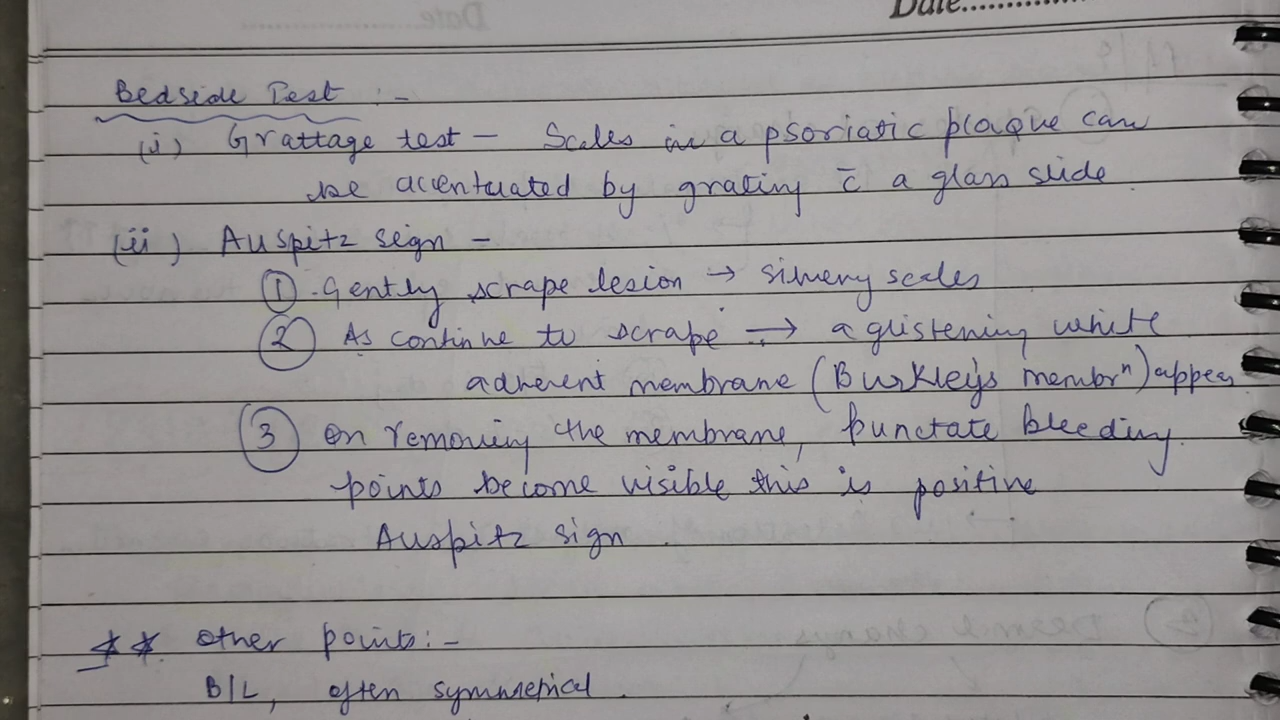 Date...............
Bedside Test :-
(i) Grattage test - Scales in a psoriatic plaque can
be accentuated by grating c̄ a glass slide
(ii) Auspitz sign -
① Gently scrape lesion → silvery scales
② As continue to scrape → a glistening white
adherent membrane (Burkley's membrⁿ) appear
③ On removing the membrane, punctate bleeding
points become visible this is positive
Auspitz sign.
** Other points:-
B/L, often symmetrical.